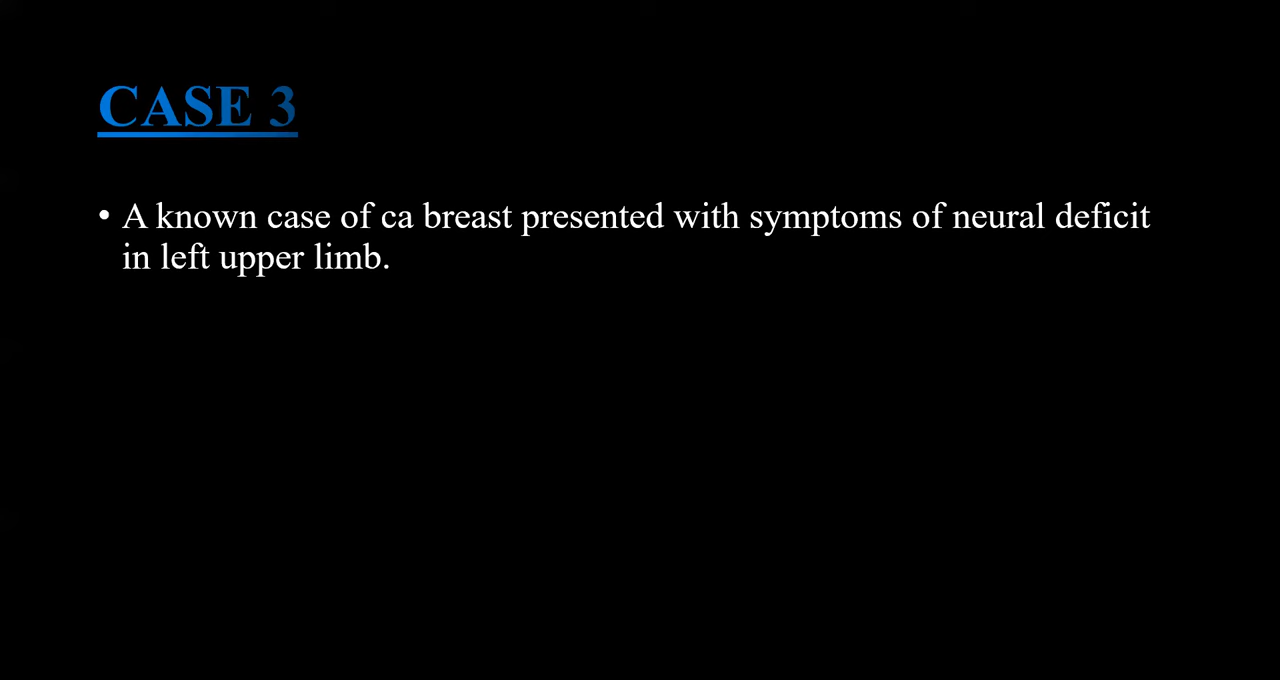 CASE 3
• A known case of ca breast presented with symptoms of neural deficit
in left upper limb.